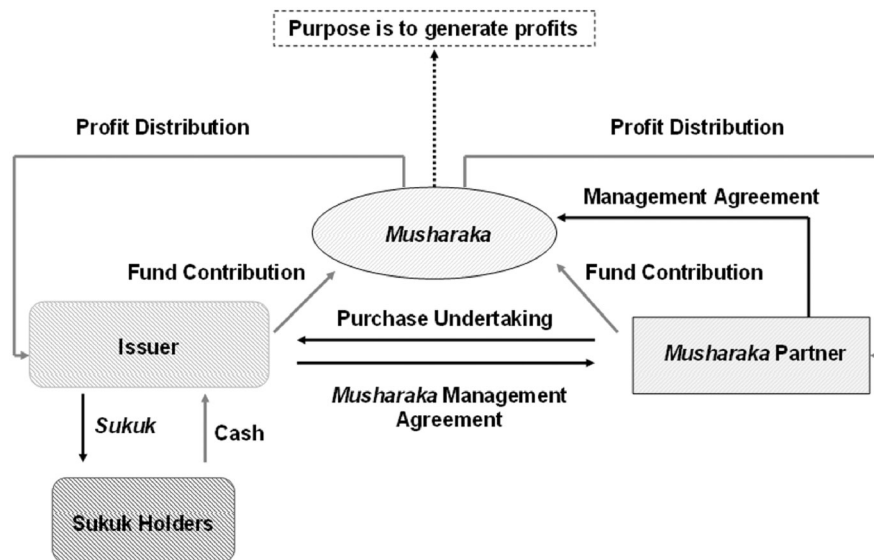 Purpose is to generate profits
Profit Distribution
Profit Distribution
Management Agreement
Musharaka
Fund Contribution
Fund Contribution
Purchase Undertaking
Issuer
Musharaka Partner
Musharaka Management
Agreement
Sukuk
Cash
Sukuk Holders